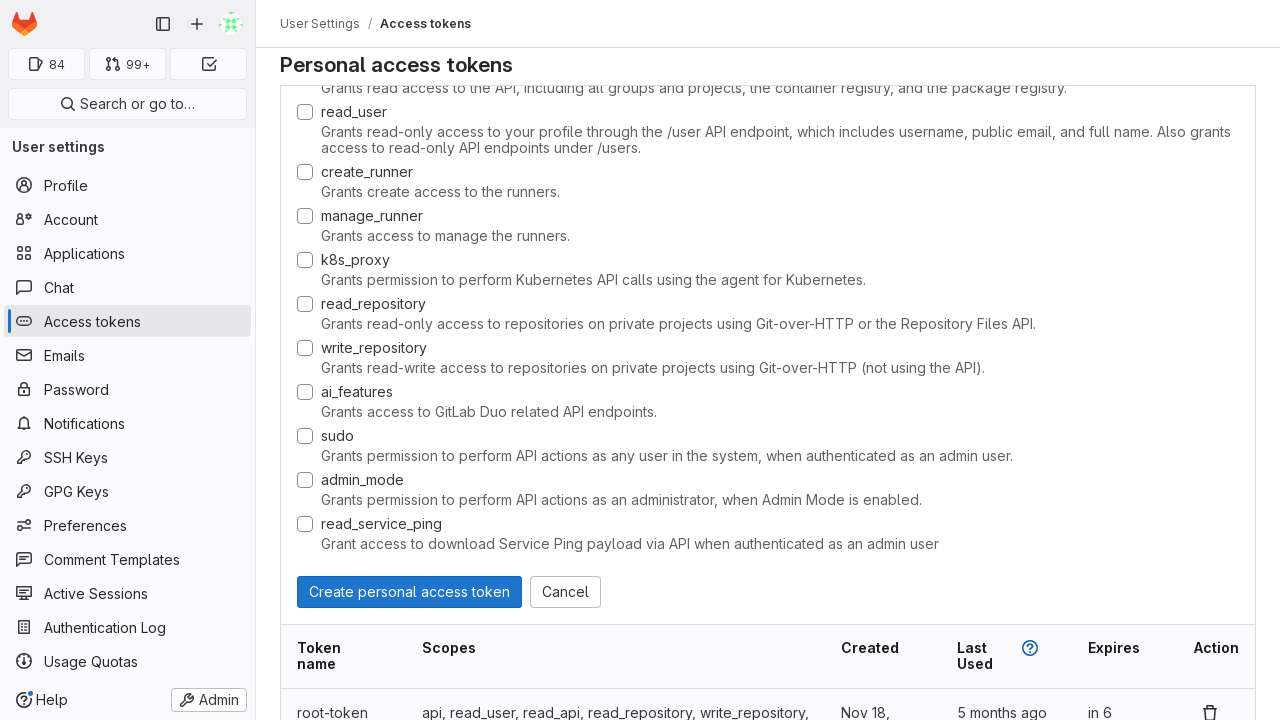 User Settings / Access tokens
84
99+
Search or go to…
User settings
Profile
Account
Applications
Chat
Access tokens
Emails
Password
Notifications
SSH Keys
GPG Keys
Preferences
Comment Templates
Active Sessions
Authentication Log
Usage Quotas
Help
Admin
Personal access tokens
Grants read access to the API, including all groups and projects, the container registry, and the package registry.
read_user
Grants read-only access to your profile through the /user API endpoint, which includes username, public email, and full name. Also grants
access to read-only API endpoints under /users.
create_runner
Grants create access to the runners.
manage_runner
Grants access to manage the runners.
k8s_proxy
Grants permission to perform Kubernetes API calls using the agent for Kubernetes.
read_repository
Grants read-only access to repositories on private projects using Git-over-HTTP or the Repository Files API.
write_repository
Grants read-write access to repositories on private projects using Git-over-HTTP (not using the API).
ai_features
Grants access to GitLab Duo related API endpoints.
sudo
Grants permission to perform API actions as any user in the system, when authenticated as an admin user.
admin_mode
Grants permission to perform API actions as an administrator, when Admin Mode is enabled.
read_service_ping
Grant access to download Service Ping payload via API when authenticated as an admin user
Create personal access token
Cancel
Token name
Scopes
Created
Last Used
Expires
Action
root-token
api, read_user, read_api, read_repository, write_repository,
Nov 18,
5 months ago
in 6